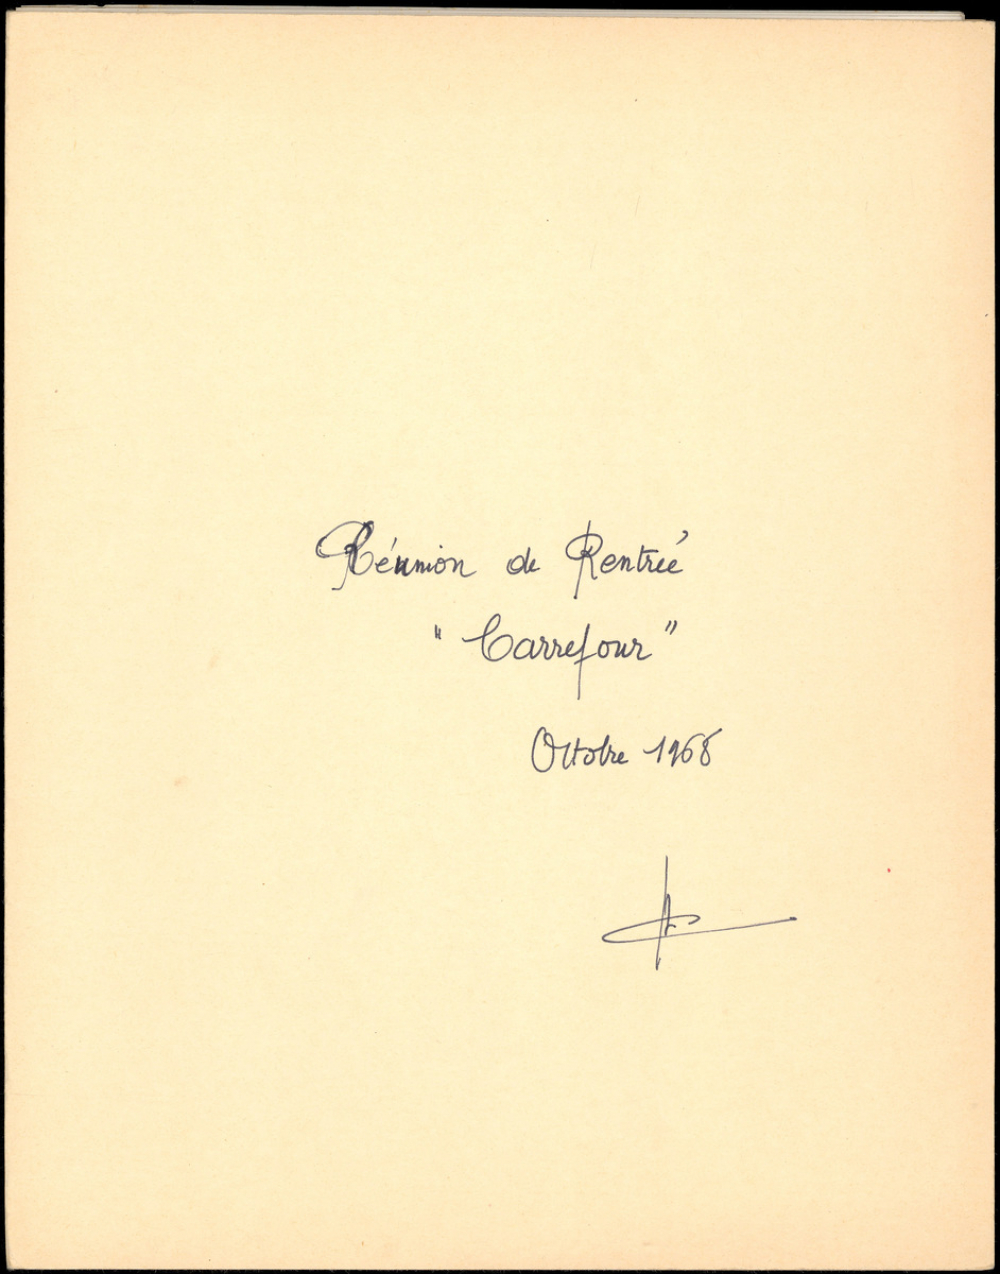 Réunion de Rentrée
"Carrefour"
Octobre 1968